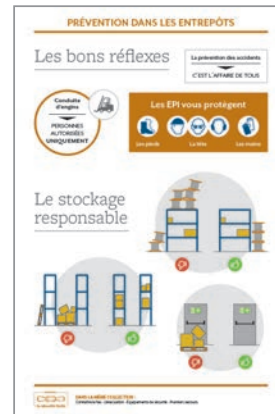 PRÉVENTION DANS LES ENTREPÔTS
Les bons réflexes
La prévention des accidents
C'EST L'AFFAIRE DE TOUS
Conduite
d'engins
PERSONNES
AUTORISÉES
UNIQUEMENT
Les EPI vous protègent
Les pieds
La tête
Les mains
Le stockage
responsable
DANS LA MÊME COLLECTION :